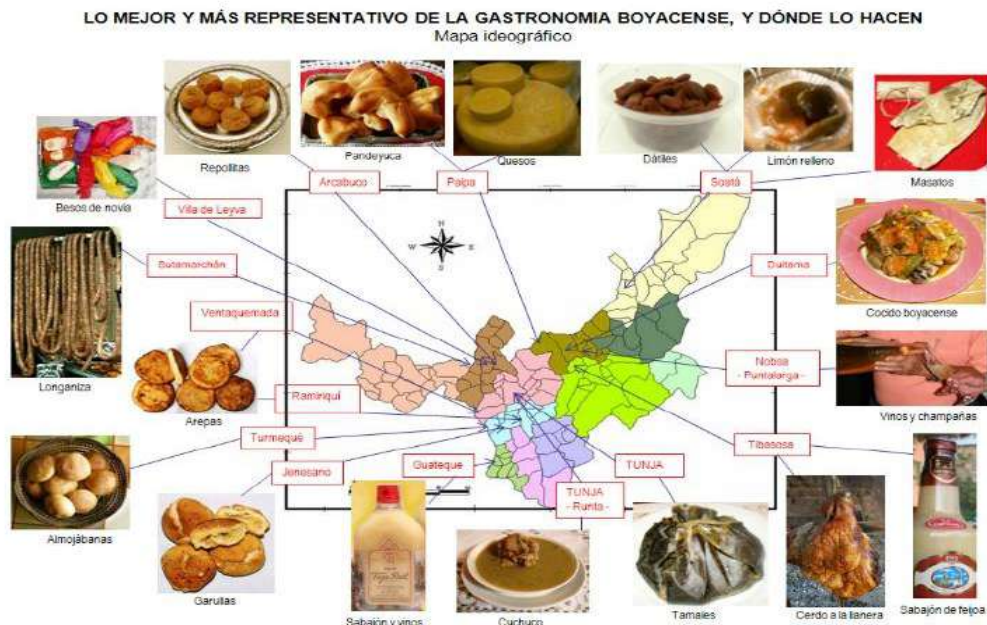 LO MEJOR Y MÁS REPRESENTATIVO DE LA GASTRONOMIA BOYACENSE, Y DÓNDE LO HACEN
Mapa ideográfico
Repollitas
Pandeyuca
Quesos
Dátiles
Limón relleno
Masatos
Besos de novia
Arcabuco
Paipa
Soatá
Villa de Leyva
N
W
E
S
Sutamarchán
Duitama
Cocido boyacense
Ventaquemada
Longaniza
Nobsa
- Puntalarga -
Vinos y champañas
Ramiriquí
Arepas
Turmequé
Tibasosa
Jenesano
Guateque
TUNJA
TUNJA
- Runta -
Almojábanas
Garullas
Sabajón y vinos
Cuchuco
Tamales
Cerdo a la llanera
Sabajón de feijoa